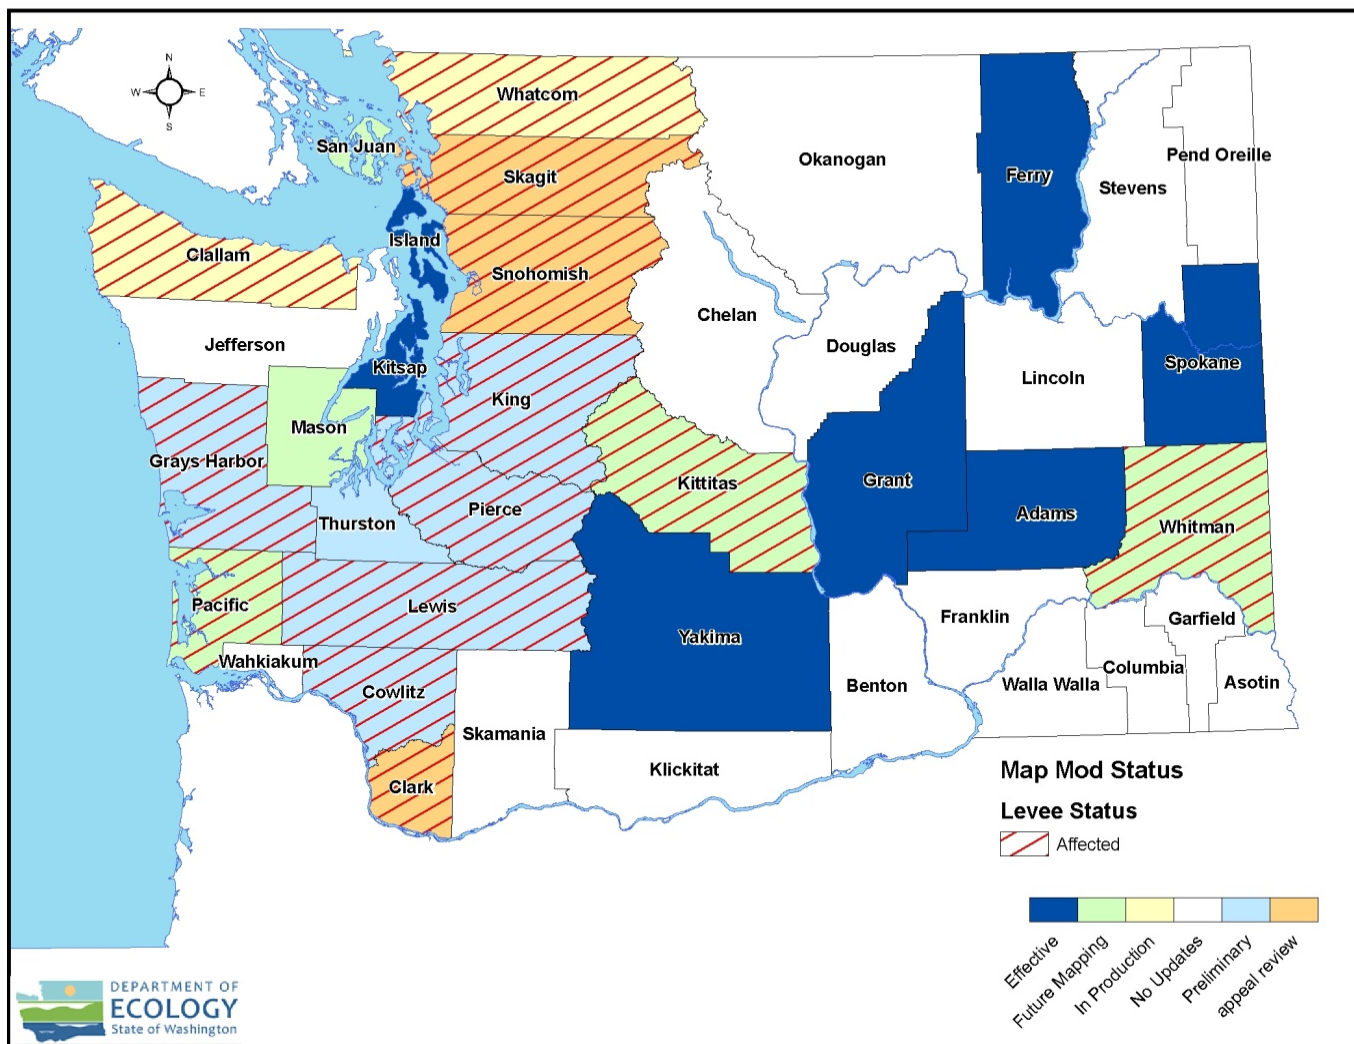 N
W
E
S
Whatcom
San Juan
Skagit
Okanogan
Ferry
Stevens
Pend Oreille
Island
Clallam
Snohomish
Chelan
Jefferson
Kitsap
Douglas
Lincoln
Spokane
King
Mason
Grays Harbor
Kittitas
Grant
Pierce
Thurston
Adams
Whitman
Pacific
Lewis
Yakima
Franklin
Garfield
Wahkiakum
Cowlitz
Benton
Walla Walla
Columbia
Asotin
Skamania
Clark
Klickitat
Map Mod Status
Levee Status
Affected
Effective
Future Mapping
In Production
No Updates
Preliminary
appeal review
DEPARTMENT OF
ECOLOGY
State of Washington